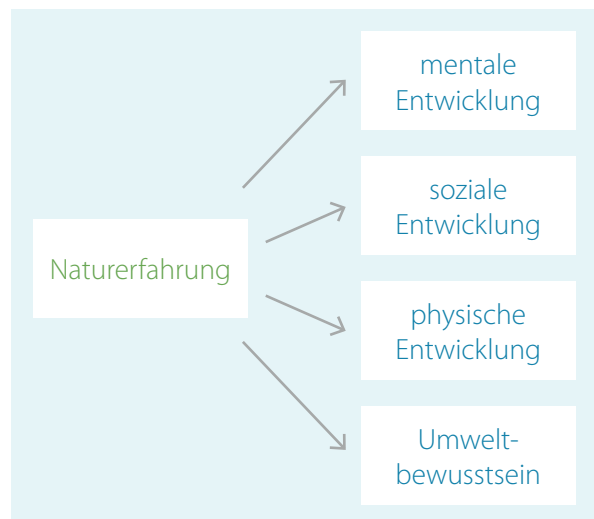 Naturerfahrung
mentale
Entwicklung
soziale
Entwicklung
physische
Entwicklung
Umwelt-
bewusstsein